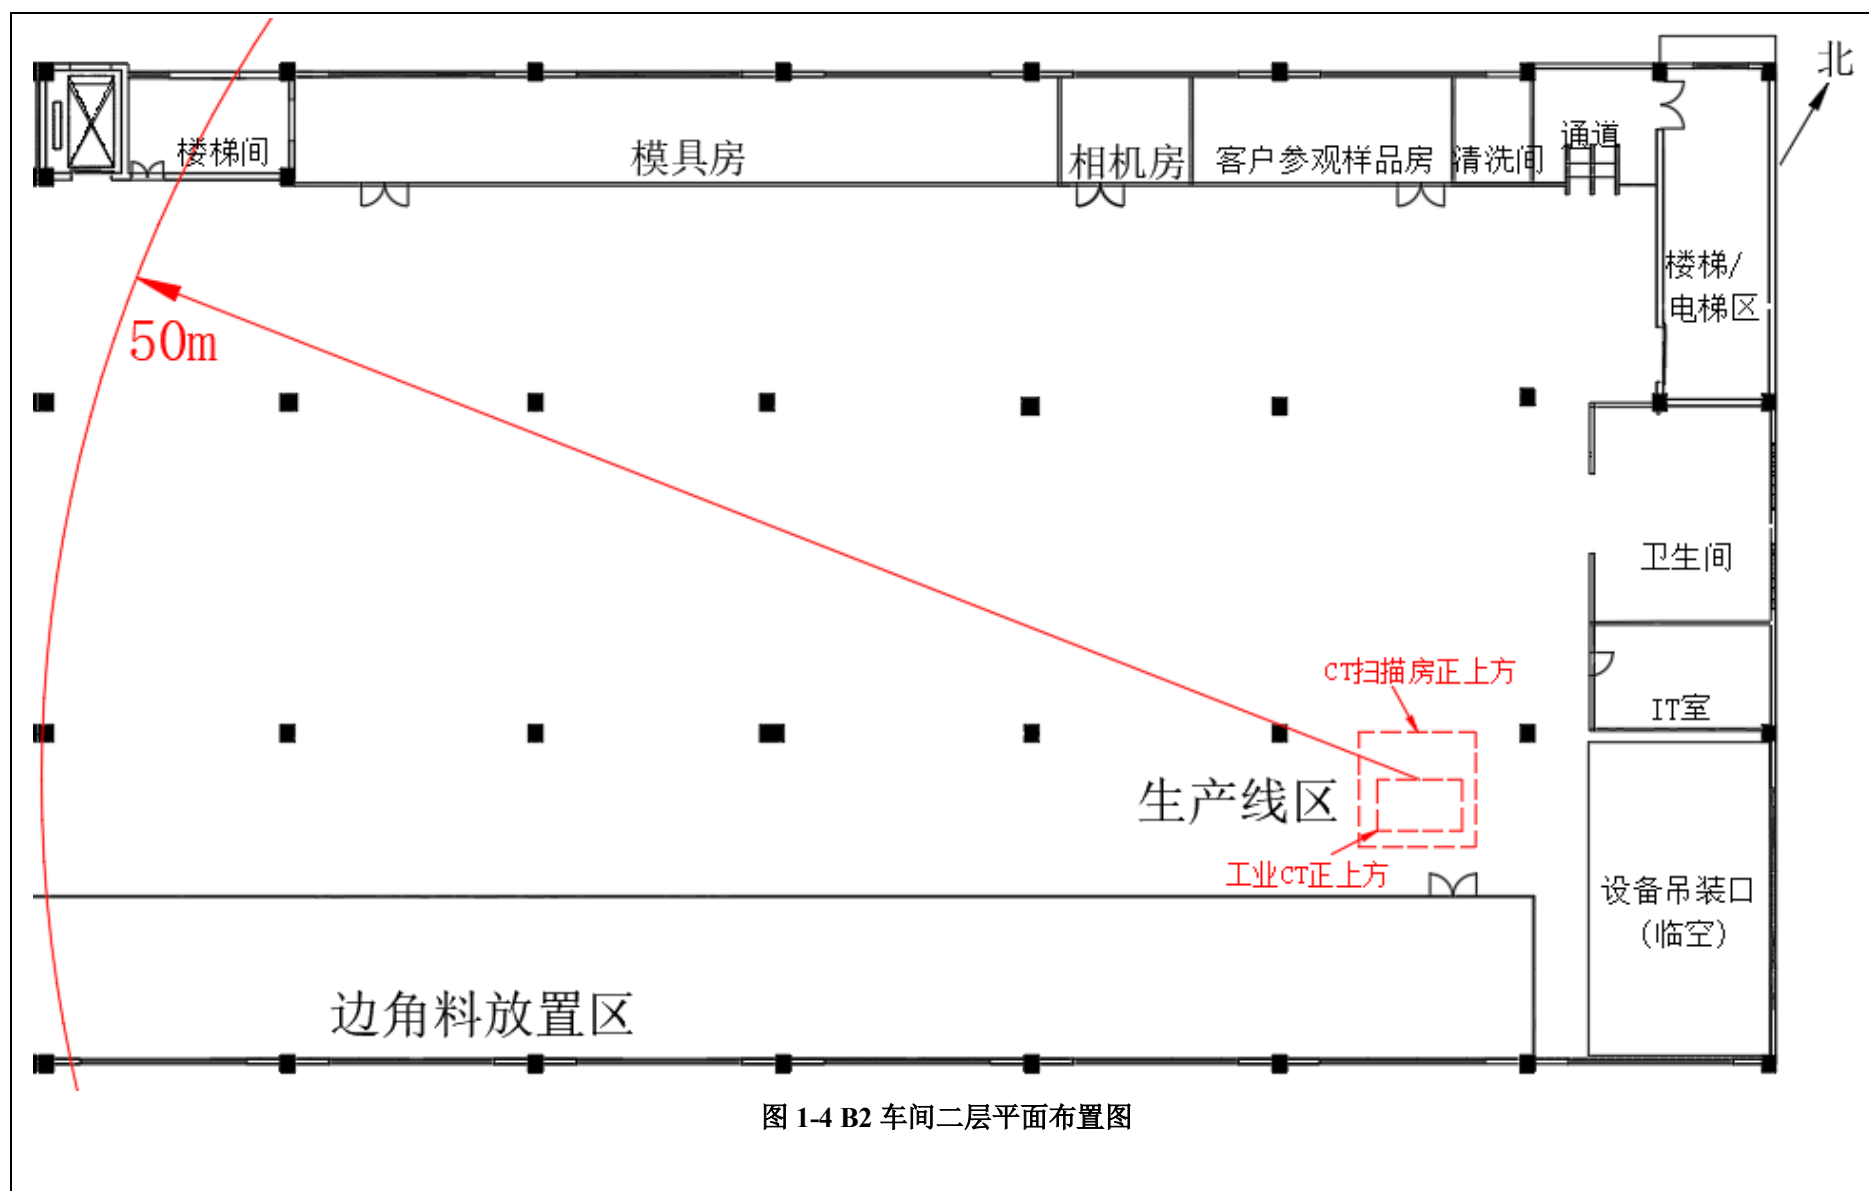 北
楼梯间
模具房
相机房
客户参观样品房
清洗间
通道
楼梯/
电梯区
50m
卫生间
CT扫描房正上方
IT室
生产线区
工业CT正上方
设备吊装口
(临空)
边角料放置区
图 1-4 B2 车间二层平面布置图